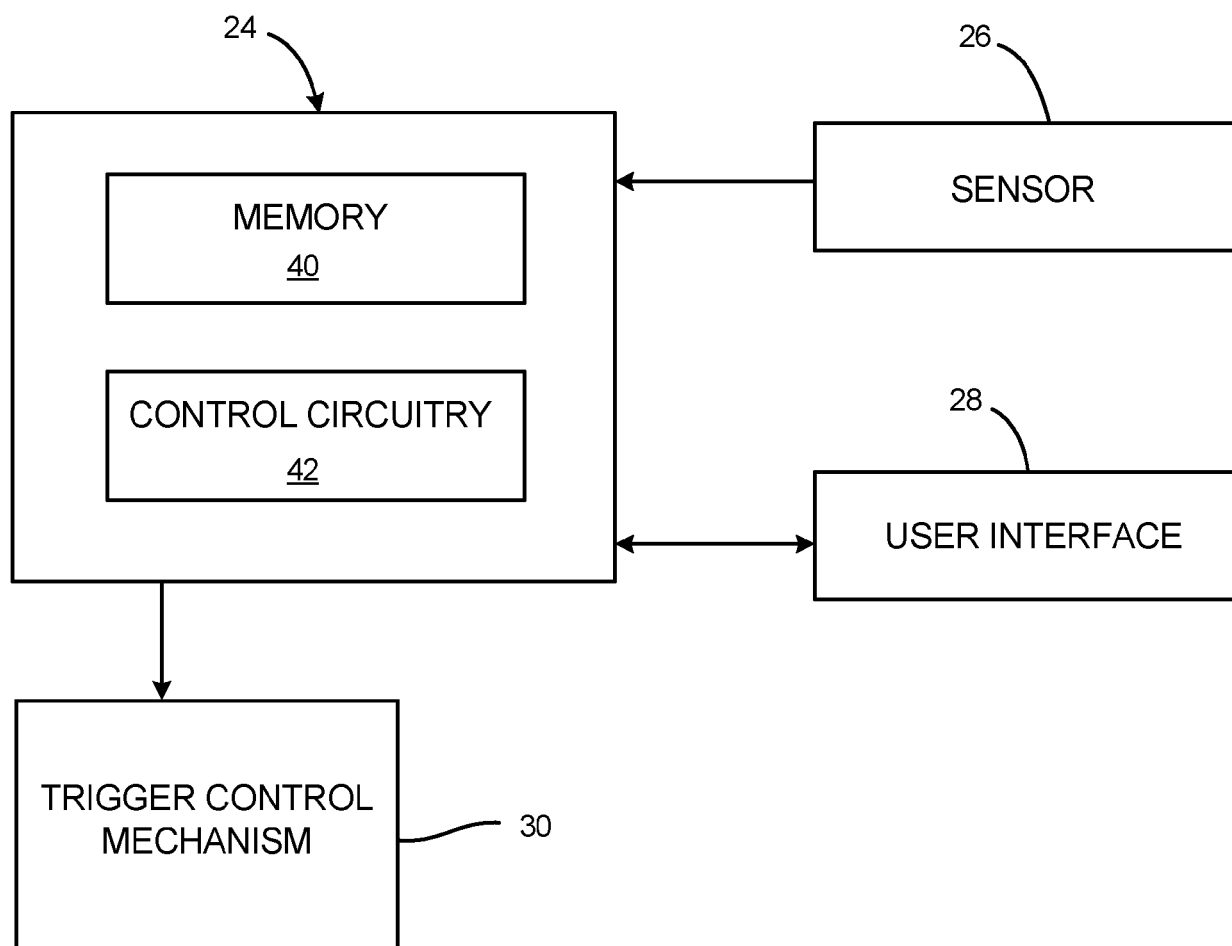 24
26
SENSOR
MEMORY
40
CONTROL CIRCUITRY
42
28
USER INTERFACE
TRIGGER CONTROL
MECHANISM
30